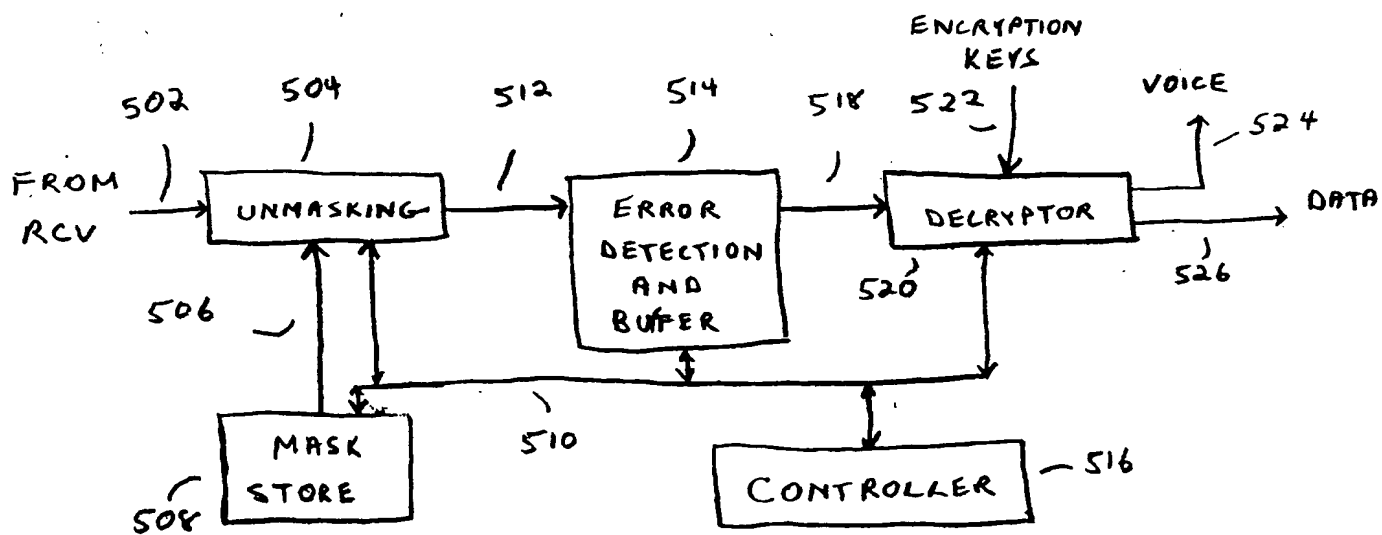 ENCRYPTION
KEYS
502
504
512
514
518
522
VOICE
524
FROM
RCV
UNMASKING
ERROR
DETECTION
AND
BUFFER
DECRYPTOR
DATA
520
526
506
510
MASK
STORE
508
CONTROLLER
516